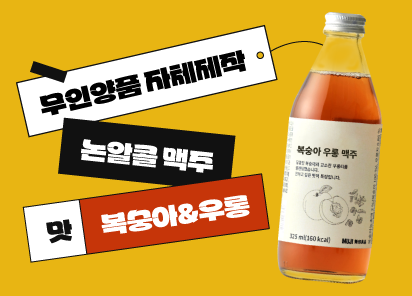 무인양품 자체제작
논알콜 맥주
맛 복숭아&우롱
복숭아 우롱 맥주
325 ml(160 kcal)
MUJI 無印良品